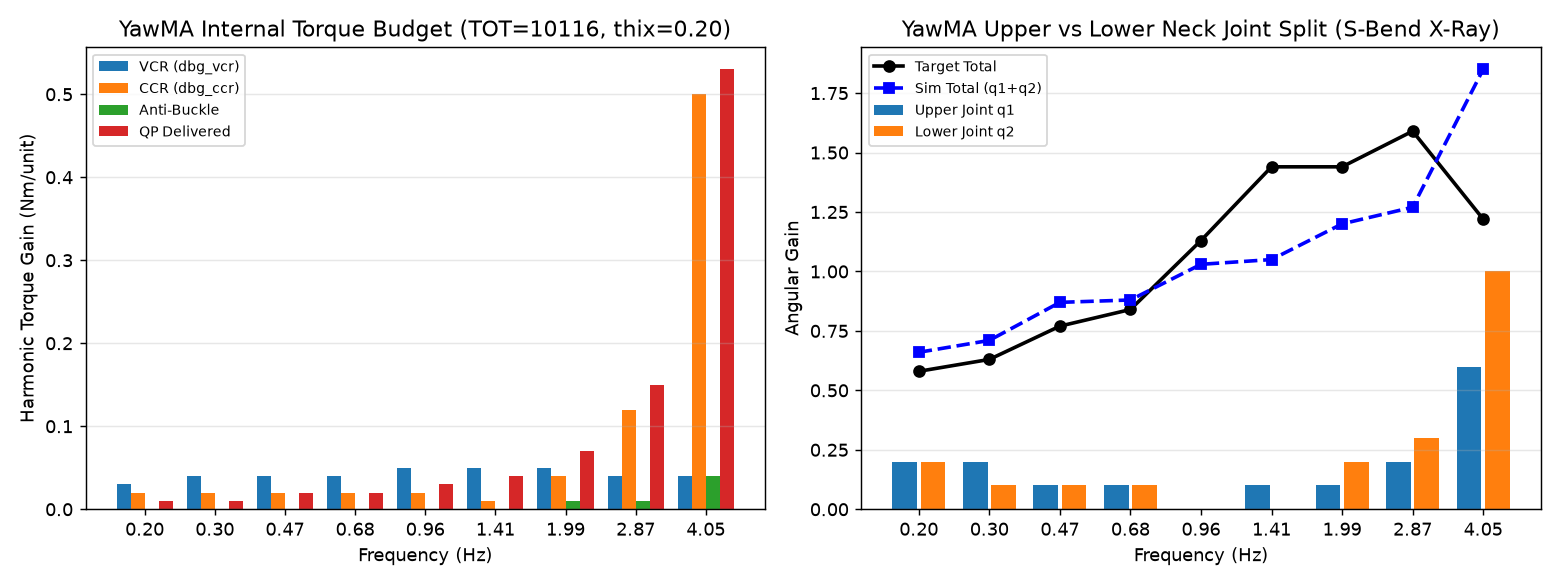 YawMA Internal Torque Budget (TOT=10116, thix=0.20)
VCR (dbg_vcr)
CCR (dbg_ccr)
Anti-Buckle
QP Delivered
Harmonic Torque Gain (Nm/unit)
0.5
0.4
0.3
0.2
0.1
0.0
0.20 0.30 0.47 0.68 0.96 1.41 1.99 2.87 4.05
Frequency (Hz)
YawMA Upper vs Lower Neck Joint Split (S-Bend X-Ray)
Target Total
Sim Total (q1+q2)
Upper Joint q1
Lower Joint q2
Angular Gain
1.75
1.50
1.25
1.00
0.75
0.50
0.25
0.00
0.20 0.30 0.47 0.68 0.96 1.41 1.99 2.87 4.05
Frequency (Hz)